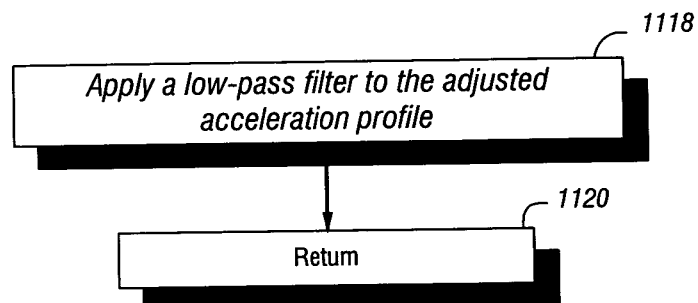 1118
Apply a low-pass filter to the adjusted
acceleration profile
1120
Return